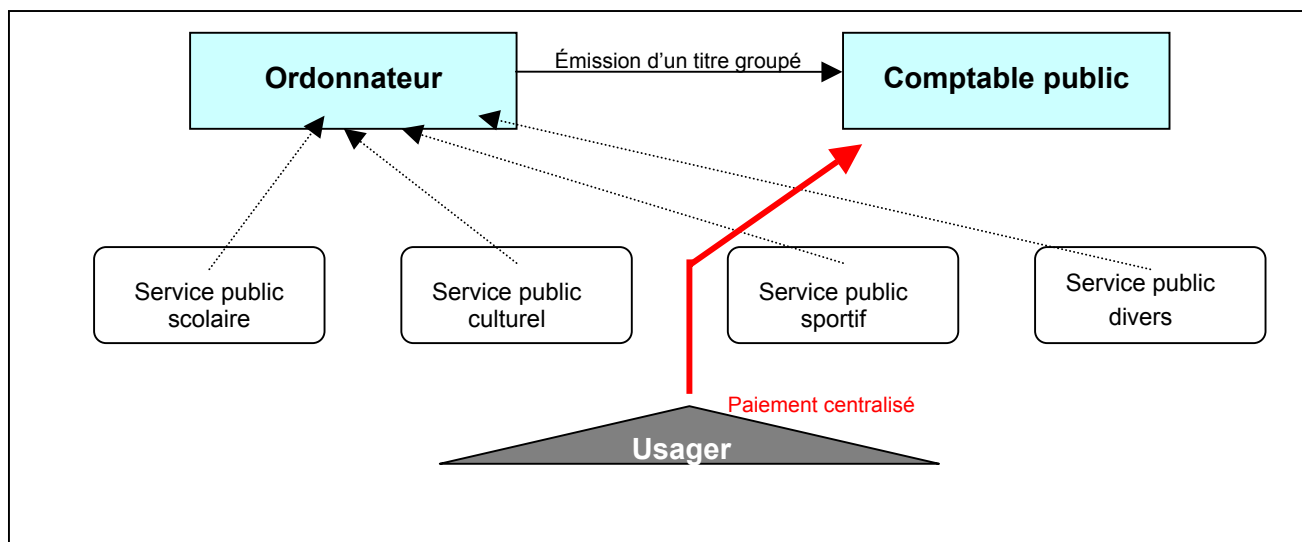 Ordonnateur
Émission d’un titre groupé
Comptable public
Service public
scolaire
Service public
culturel
Service public
sportif
Service public
divers
Paiement centralisé
Usager